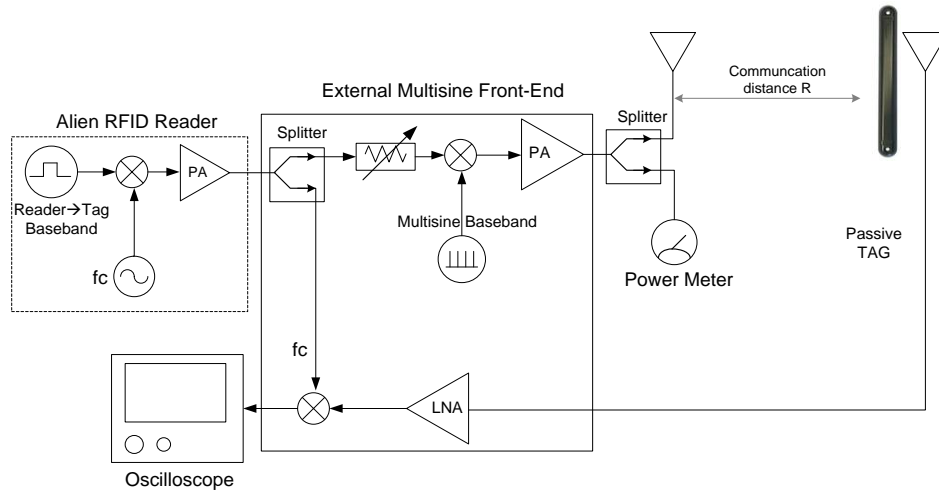 Communcation
distance R
External Multisine Front-End
Alien RFID Reader
Splitter
Splitter
PA
PA
Reader→Tag
Baseband
Multisine Baseband
fc
Power Meter
Passive
TAG
fc
LNA
Oscilloscope